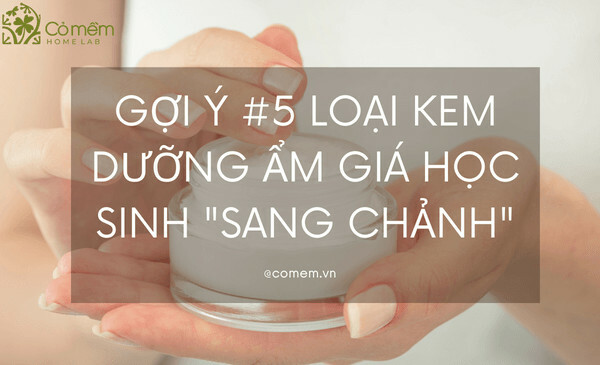 Cỏ mềm
HOME LAB
GỢI Ý #5 LOẠI KEM
DƯỠNG ẨM GIÁ HỌC
SINH "SANG CHẢNH"
@comem.vn